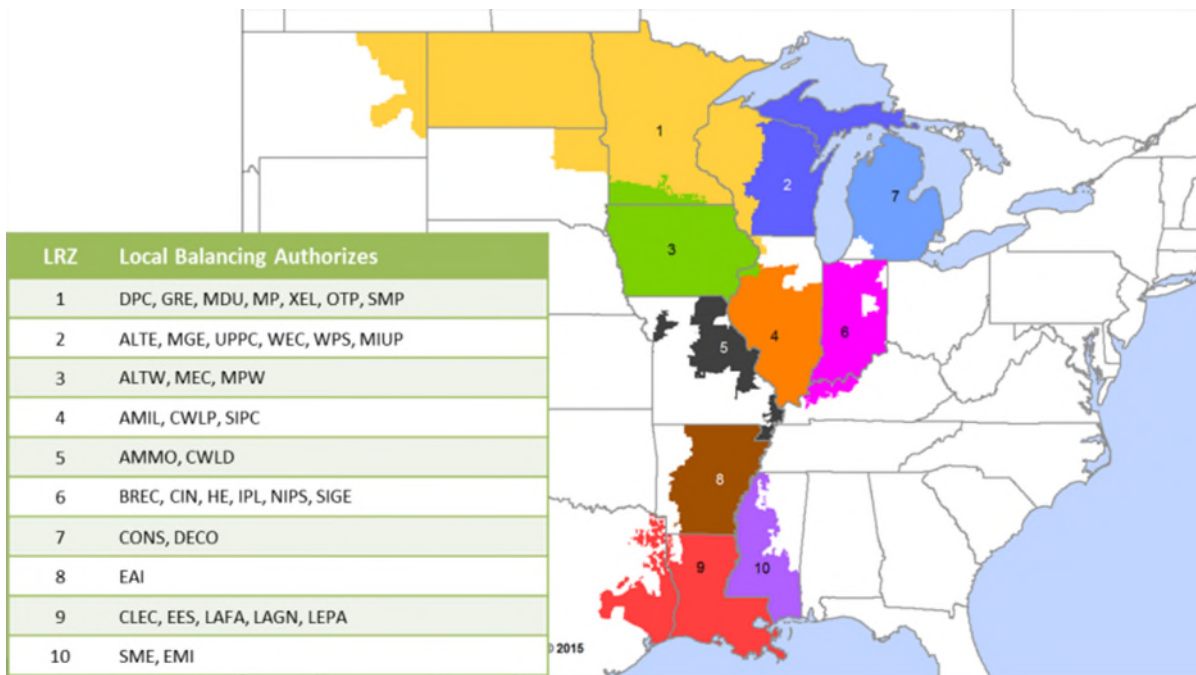 1
2
7
3
4
6
5
8
9
10
LRZ Local Balancing Authorizes
1 DPC, GRE, MDU, MP, XEL, OTP, SMP
2 ALTE, MGE, UPPC, WEC, WPS, MIUP
3 ALTW, MEC, MPW
4 AMIL, CWLP, SIPC
5 AMMO, CWLD
6 BREC, CIN, HE, IPL, NIPS, SIGE
7 CONS, DECO
8 EAI
9 CLEC, EES, LAFA, LAGN, LEPA
10 SME, EMI
2015